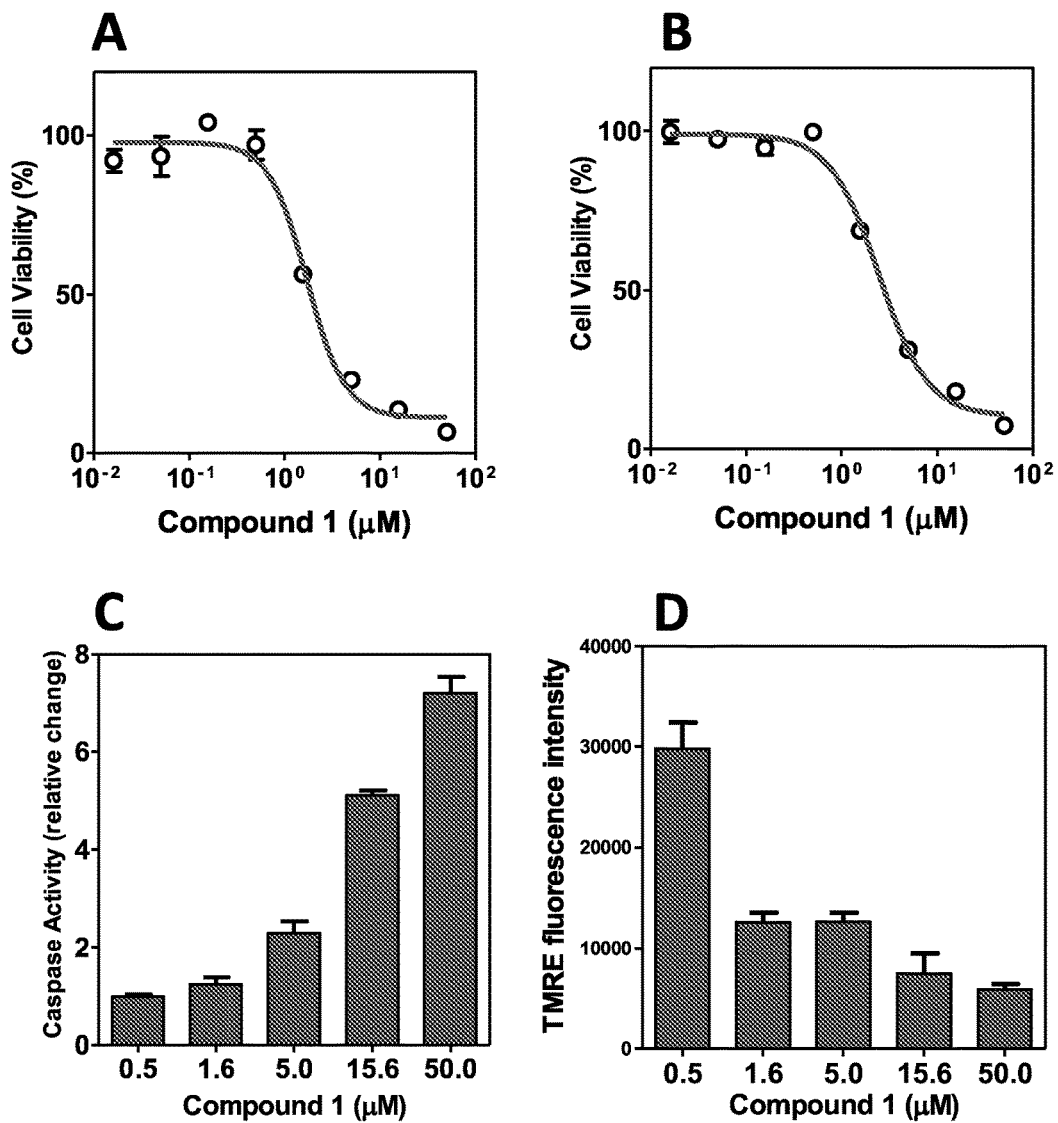 A
Cell Viability (%)
100
50
0
10⁻² 10⁻¹ 10⁰ 10¹ 10²
Compound 1 (μM)
B
Cell Viability (%)
100
50
0
10⁻² 10⁻¹ 10⁰ 10¹ 10²
Compound 1 (μM)
C
Caspase Activity (relative change)
8
6
4
2
0
0.5 1.6 5.0 15.6 50.0
Compound 1 (μM)
D
TMRE fluorescence intensity
40000
30000
20000
10000
0
0.5 1.6 5.0 15.6 50.0
Compound 1 (μM)